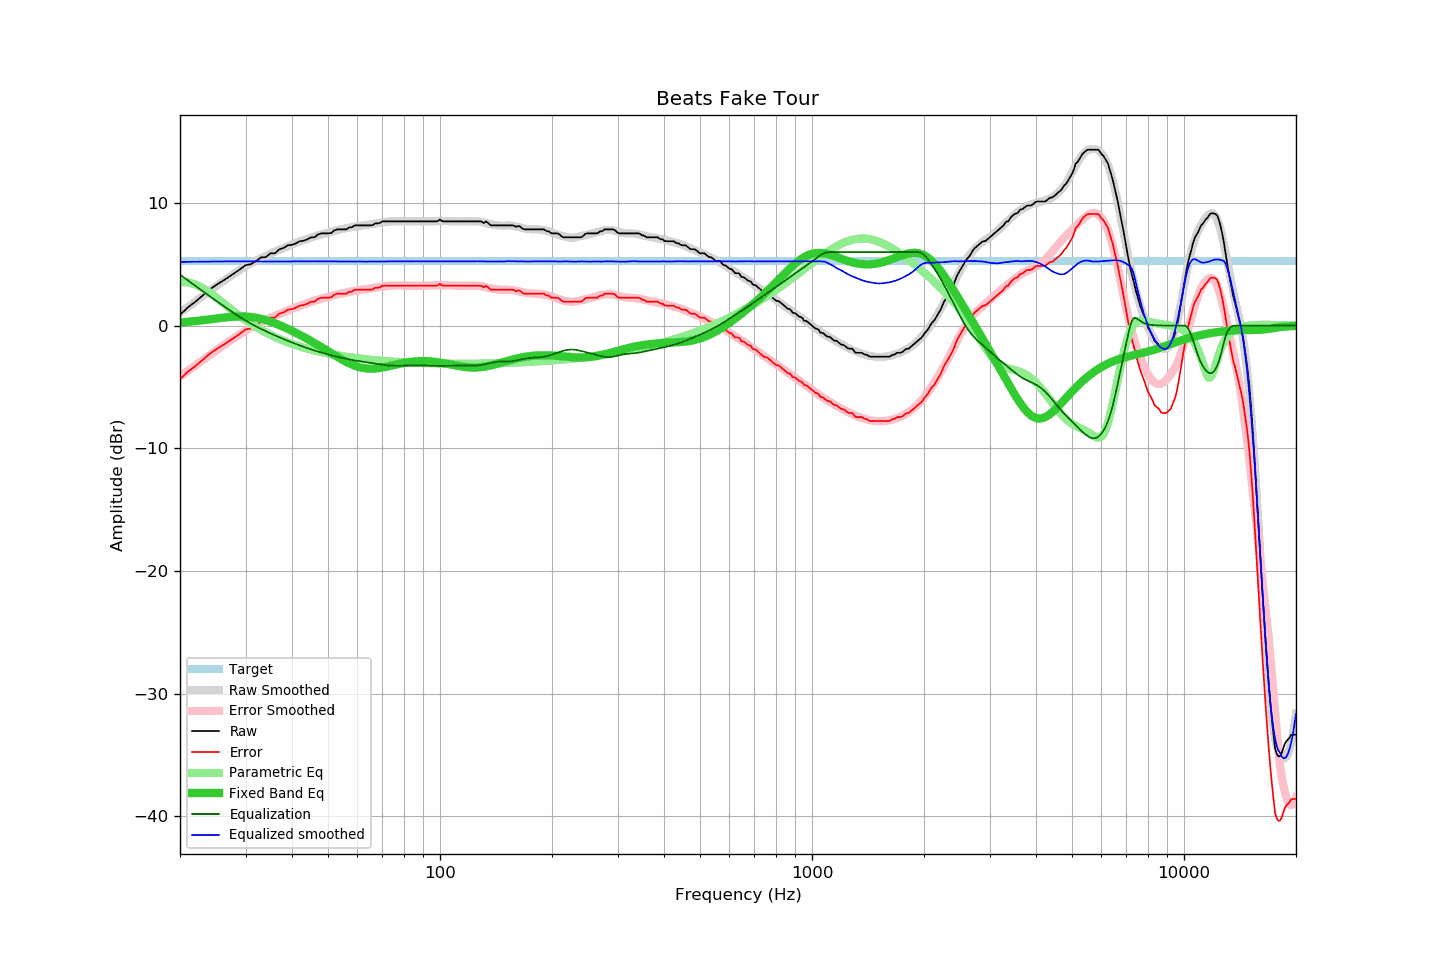 Beats Fake Tour
Amplitude (dBr)
10
0
−10
−20
−30
−40
Target
Raw Smoothed
Error Smoothed
Raw
Error
Parametric Eq
Fixed Band Eq
Equalization
Equalized smoothed
100
1000
10000
Frequency (Hz)